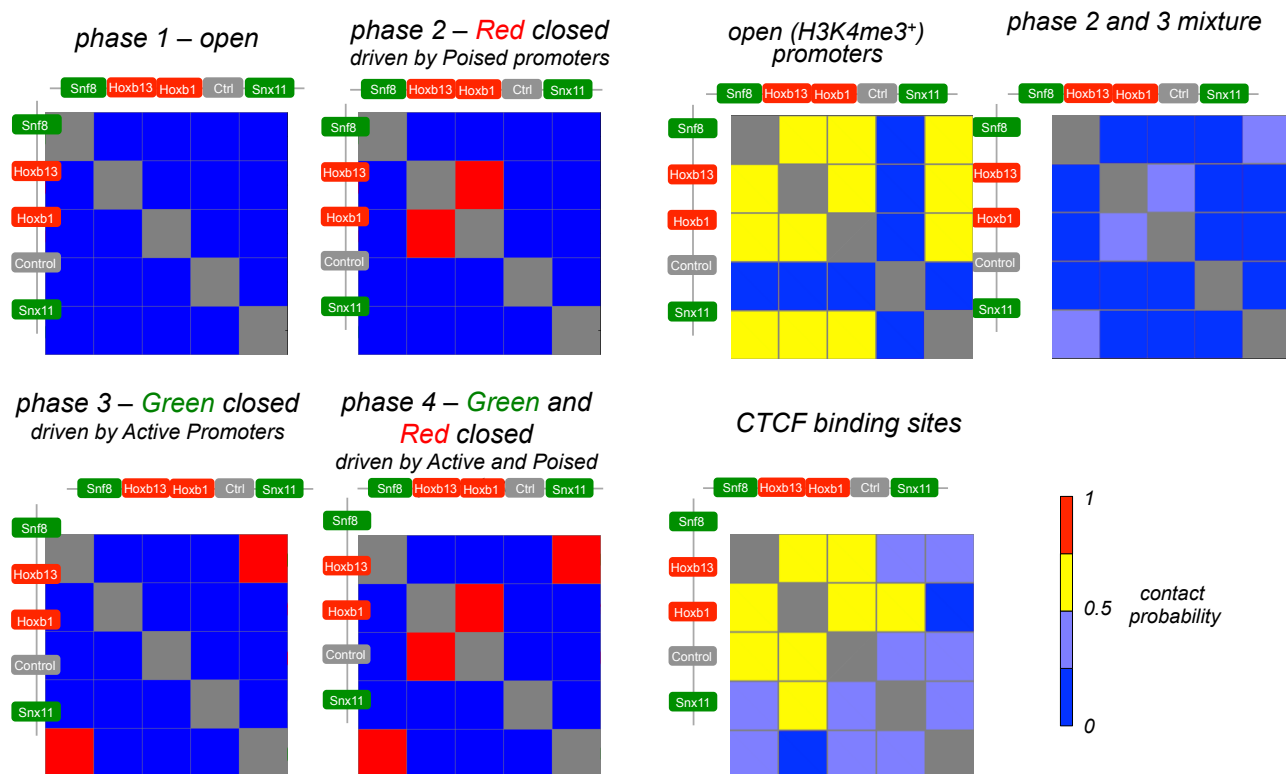 phase 1 – open
Snf8 Hoxb13 Hoxb1 Ctrl Snx11
Snf8
Hoxb13
Hoxb1
Control
Snx11
phase 2 – Red closed
driven by Poised promoters
Snf8 Hoxb13 Hoxb1 Ctrl Snx11
open (H3K4me3+)
promoters
Snf8 Hoxb13 Hoxb1 Ctrl Snx11
Snf8
Hoxb13
Hoxb1
Control
Snx11
phase 2 and 3 mixture
Snf8 Hoxb13 Hoxb1 Ctrl Snx11
Snf8
Hoxb13
Hoxb1
Control
Snx11
phase 3 – Green closed
driven by Active Promoters
Snf8 Hoxb13 Hoxb1 Ctrl Snx11
Snf8
Hoxb13
Hoxb1
Control
Snx11
phase 4 – Green and
Red closed
driven by Active and Poised
Snf8 Hoxb13 Hoxb1 Ctrl Snx11
Snf8
Hoxb13
Hoxb1
Control
Snx11
CTCF binding sites
Snf8 Hoxb13 Hoxb1 Ctrl Snx11
Snf8
Hoxb13
Hoxb1
Control
Snx11
1
0.5
0
contact
probability